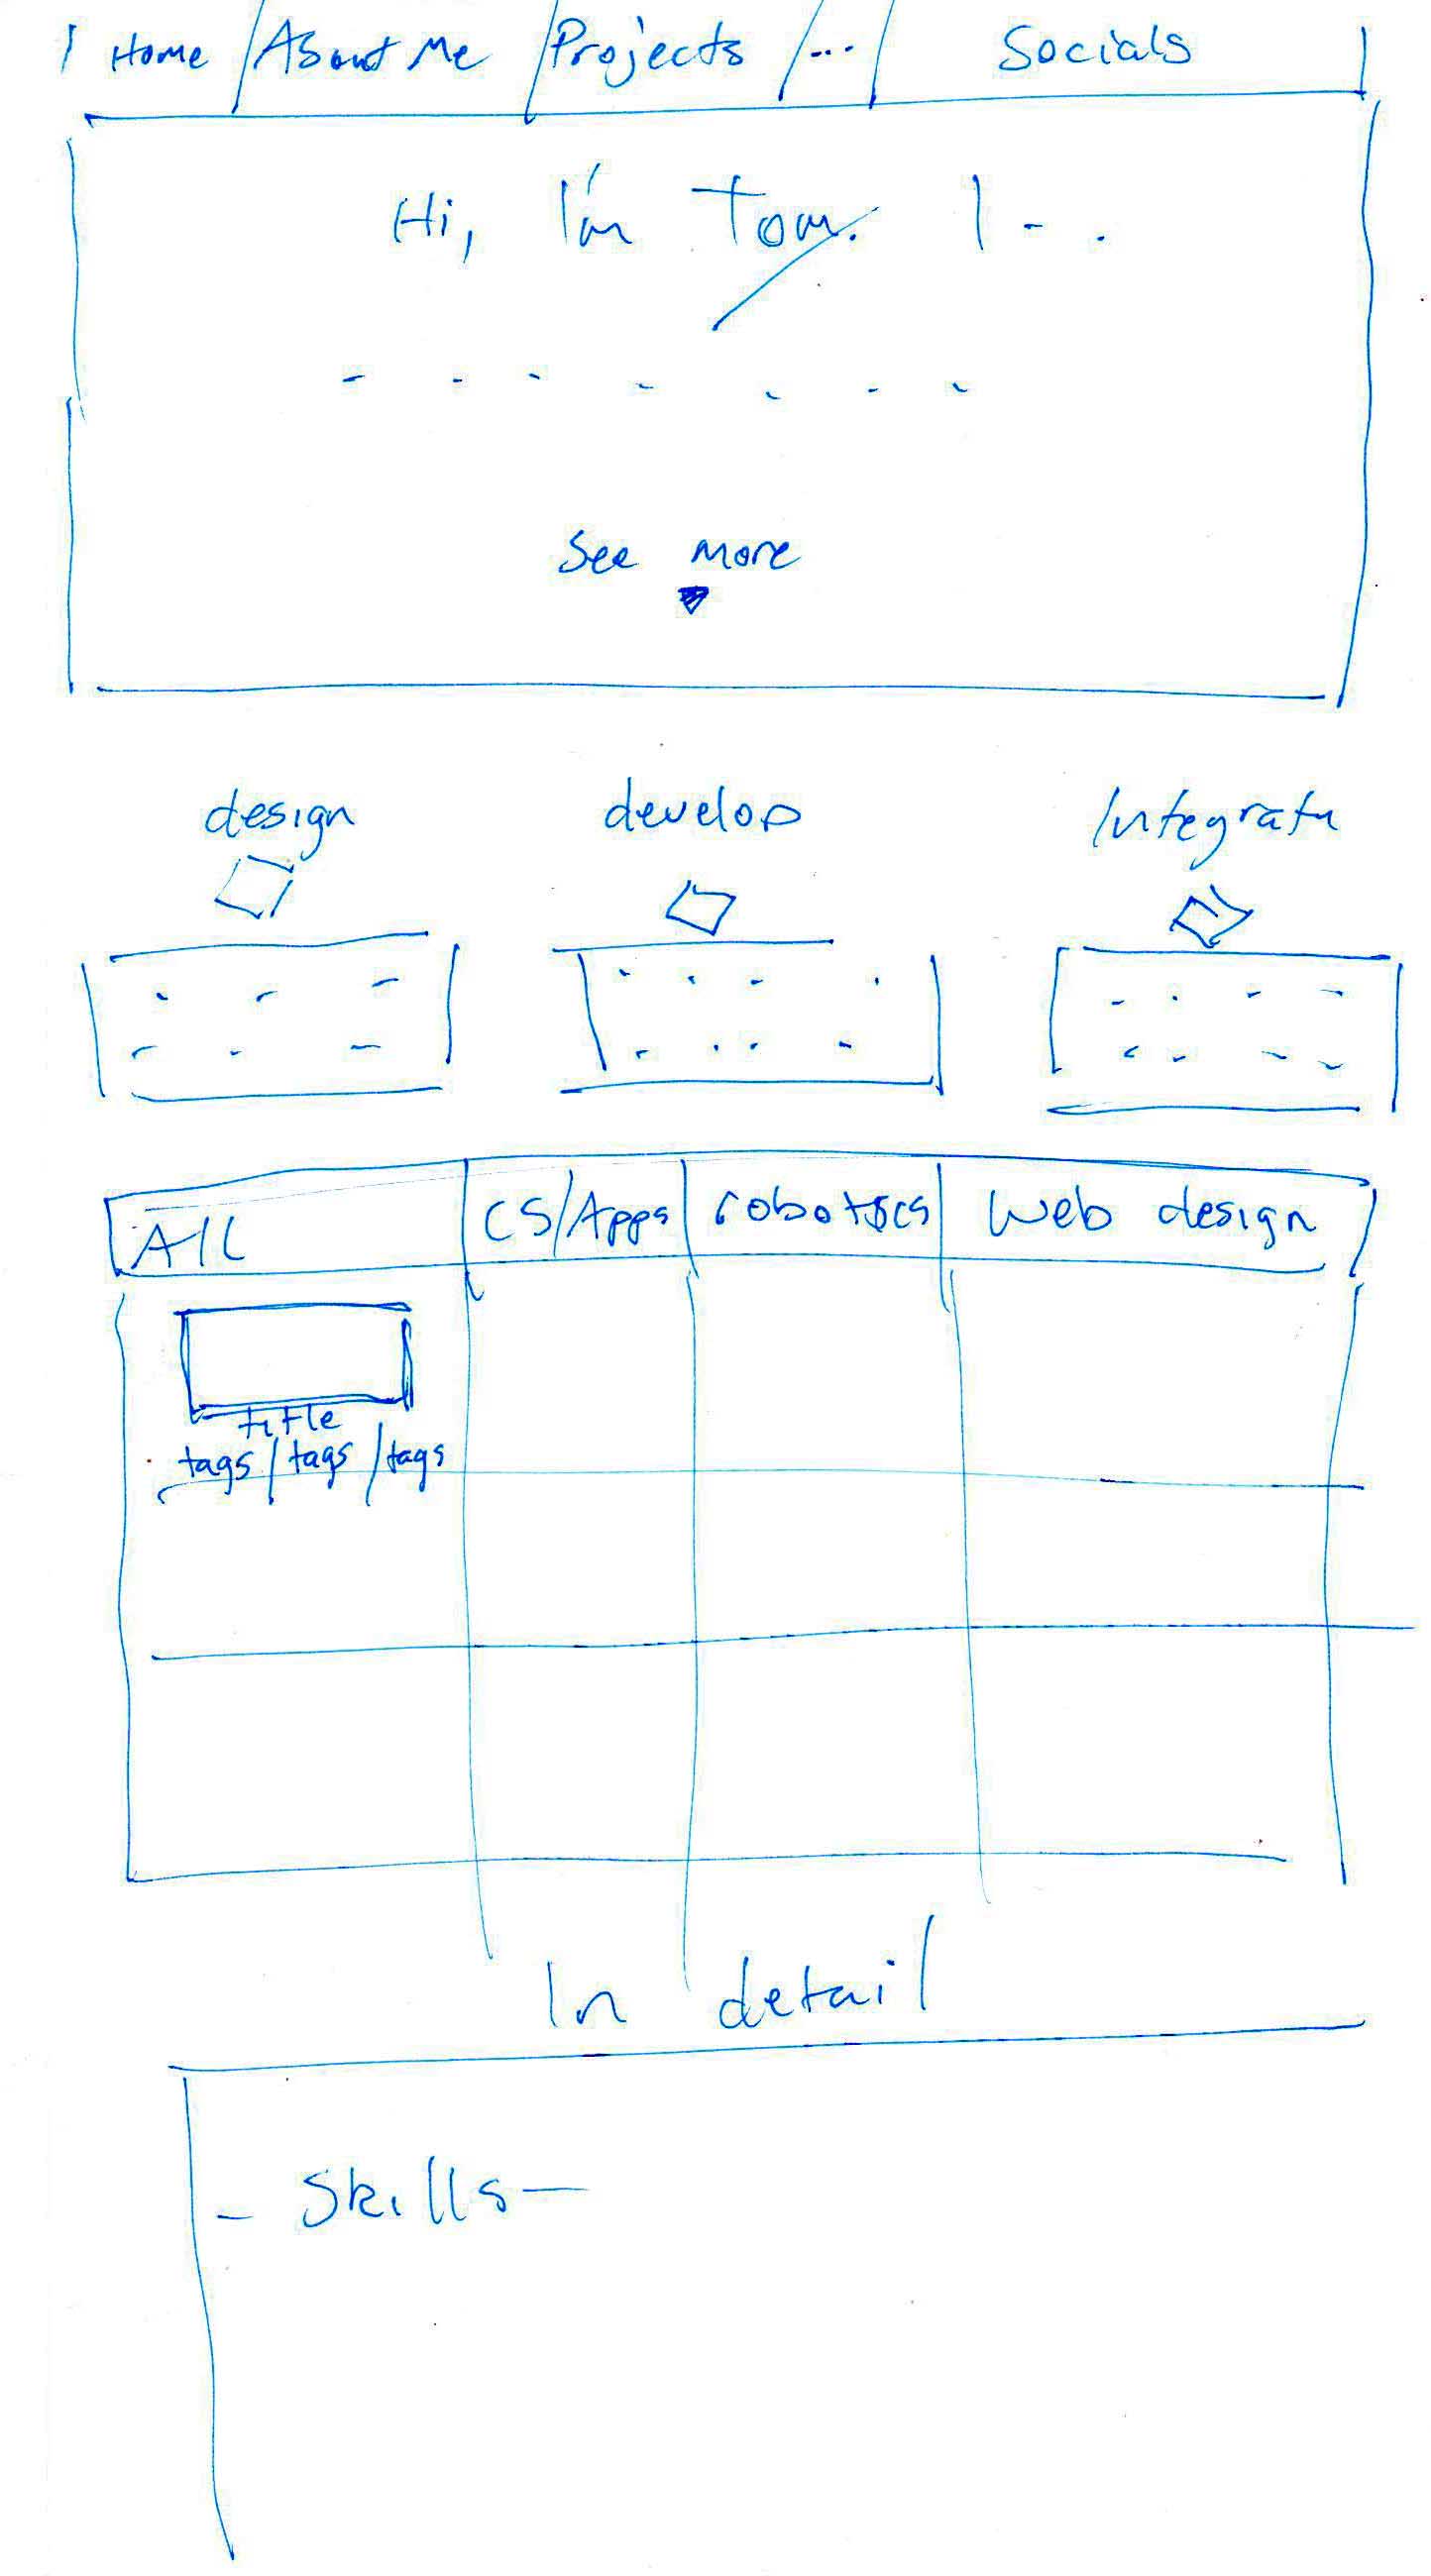 Home / About Me / Projects / ... / Socials
Hi, I'm Tom. I - .
See more
design develop Integrate
All CS/Apps robotics Web design
title
tags / tags / tags
In detail
- Skills -